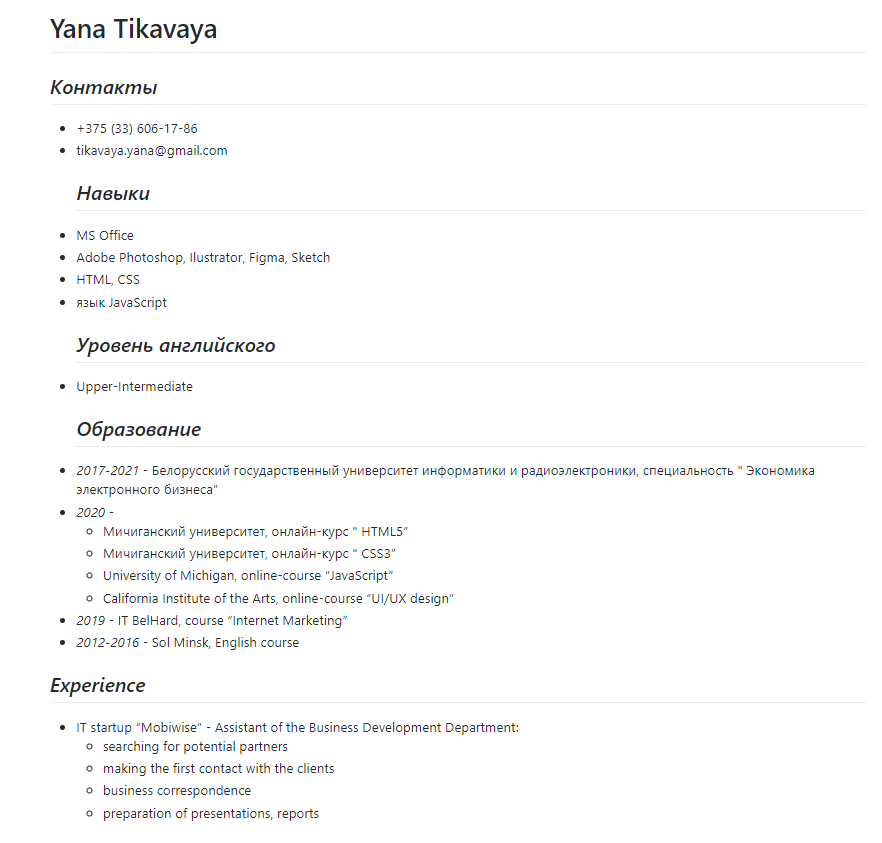 Yana Tikavaya
Контакты
+375 (33) 606-17-86
tikavaya.yana@gmail.com
Навыки
MS Office
Adobe Photoshop, Ilustrator, Figma, Sketch
HTML, CSS
язык JavaScript
Уровень английского
Upper-Intermediate
Образование
2017-2021 - Белорусский государственный университет информатики и радиоэлектроники, специальность " Экономика
электронного бизнеса”
2020 -
Мичиганский университет, онлайн-курс " HTML5”
Мичиганский университет, онлайн-курс " CSS3”
University of Michigan, online-course “JavaScript”
California Institute of the Arts, online-course “UI/UX design”
2019 - IT BelHard, course “Internet Marketing”
2012-2016 - Sol Minsk, English course
Experience
IT startup “Mobiwise” - Assistant of the Business Development Department:
searching for potential partners
making the first contact with the clients
business correspondence
preparation of presentations, reports